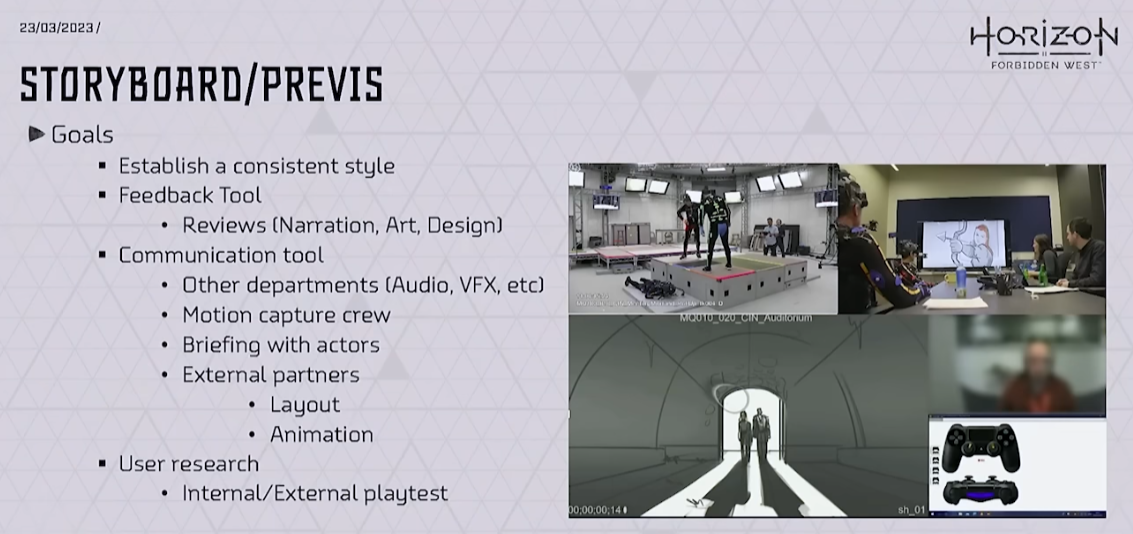 23/03/2023/
HORIZON
FORBIDDEN WEST
STORYBOARD/PREVIS
Goals
Establish a consistent style
Feedback Tool
Reviews (Narration, Art, Design)
Communication tool
Other departments (Audio, VFX, etc)
Motion capture crew
Briefing with actors
External partners
Layout
Animation
User research
Internal/External playtest
MQ010_020_CIN_Auditorium
00;00;00;14
sh_01